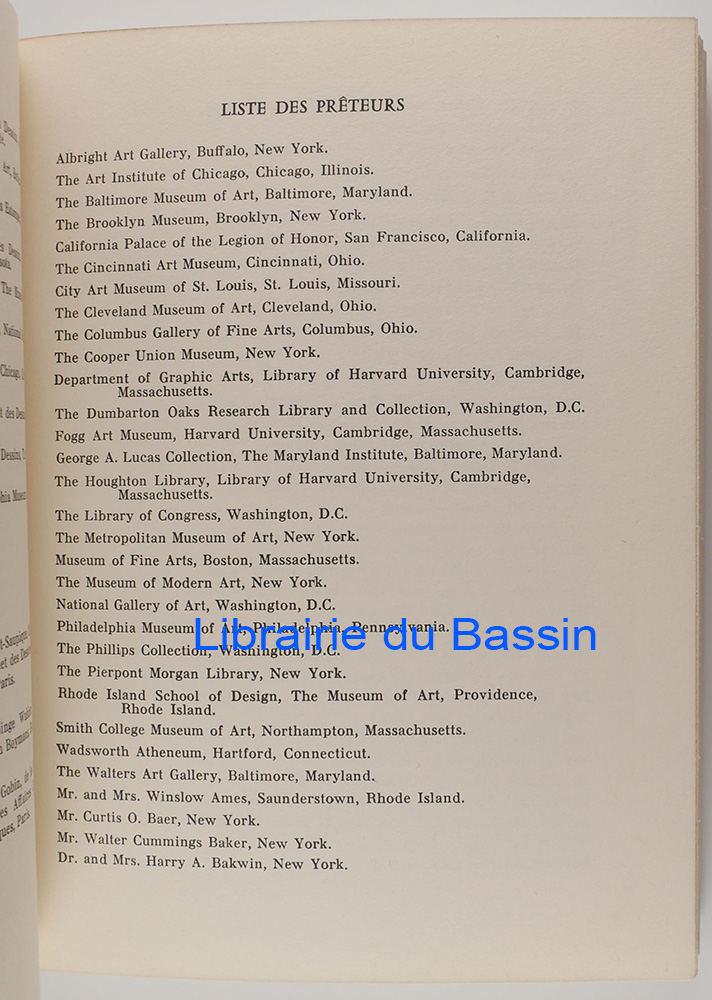 LISTE DES PRÊTEURS
Albright Art Gallery, Buffalo, New York.
The Art Institute of Chicago, Chicago, Illinois.
The Baltimore Museum of Art, Baltimore, Maryland.
The Brooklyn Museum, Brooklyn, New York.
California Palace of the Legion of Honor, San Francisco, California.
The Cincinnati Art Museum, Cincinnati, Ohio.
City Art Museum of St. Louis, St. Louis, Missouri.
The Cleveland Museum of Art, Cleveland, Ohio.
The Columbus Gallery of Fine Arts, Columbus, Ohio.
The Cooper Union Museum, New York.
Department of Graphic Arts, Library of Harvard University, Cambridge,
Massachusetts.
The Dumbarton Oaks Research Library and Collection, Washington, D.C.
Fogg Art Museum, Harvard University, Cambridge, Massachusetts.
George A. Lucas Collection, The Maryland Institute, Baltimore, Maryland.
The Houghton Library, Library of Harvard University, Cambridge,
Massachusetts.
The Library of Congress, Washington, D.C.
The Metropolitan Museum of Art, New York.
Museum of Fine Arts, Boston, Massachusetts.
The Museum of Modern Art, New York.
National Gallery of Art, Washington, D.C.
Philadelphia Museum of Art, Philadelphia, Pennsylvania.
Librairie du Bassin
The Phillips Collection, Washington, D.C.
The Pierpont Morgan Library, New York.
Rhode Island School of Design, The Museum of Art, Providence,
Rhode Island.
Smith College Museum of Art, Northampton, Massachusetts.
Wadsworth Atheneum, Hartford, Connecticut.
The Walters Art Gallery, Baltimore, Maryland.
Mr. and Mrs. Winslow Ames, Saunderstown, Rhode Island.
Mr. Curtis O. Baer, New York.
Mr. Walter Cummings Baker, New York.
Dr. and Mrs. Harry A. Bakwin, New York.